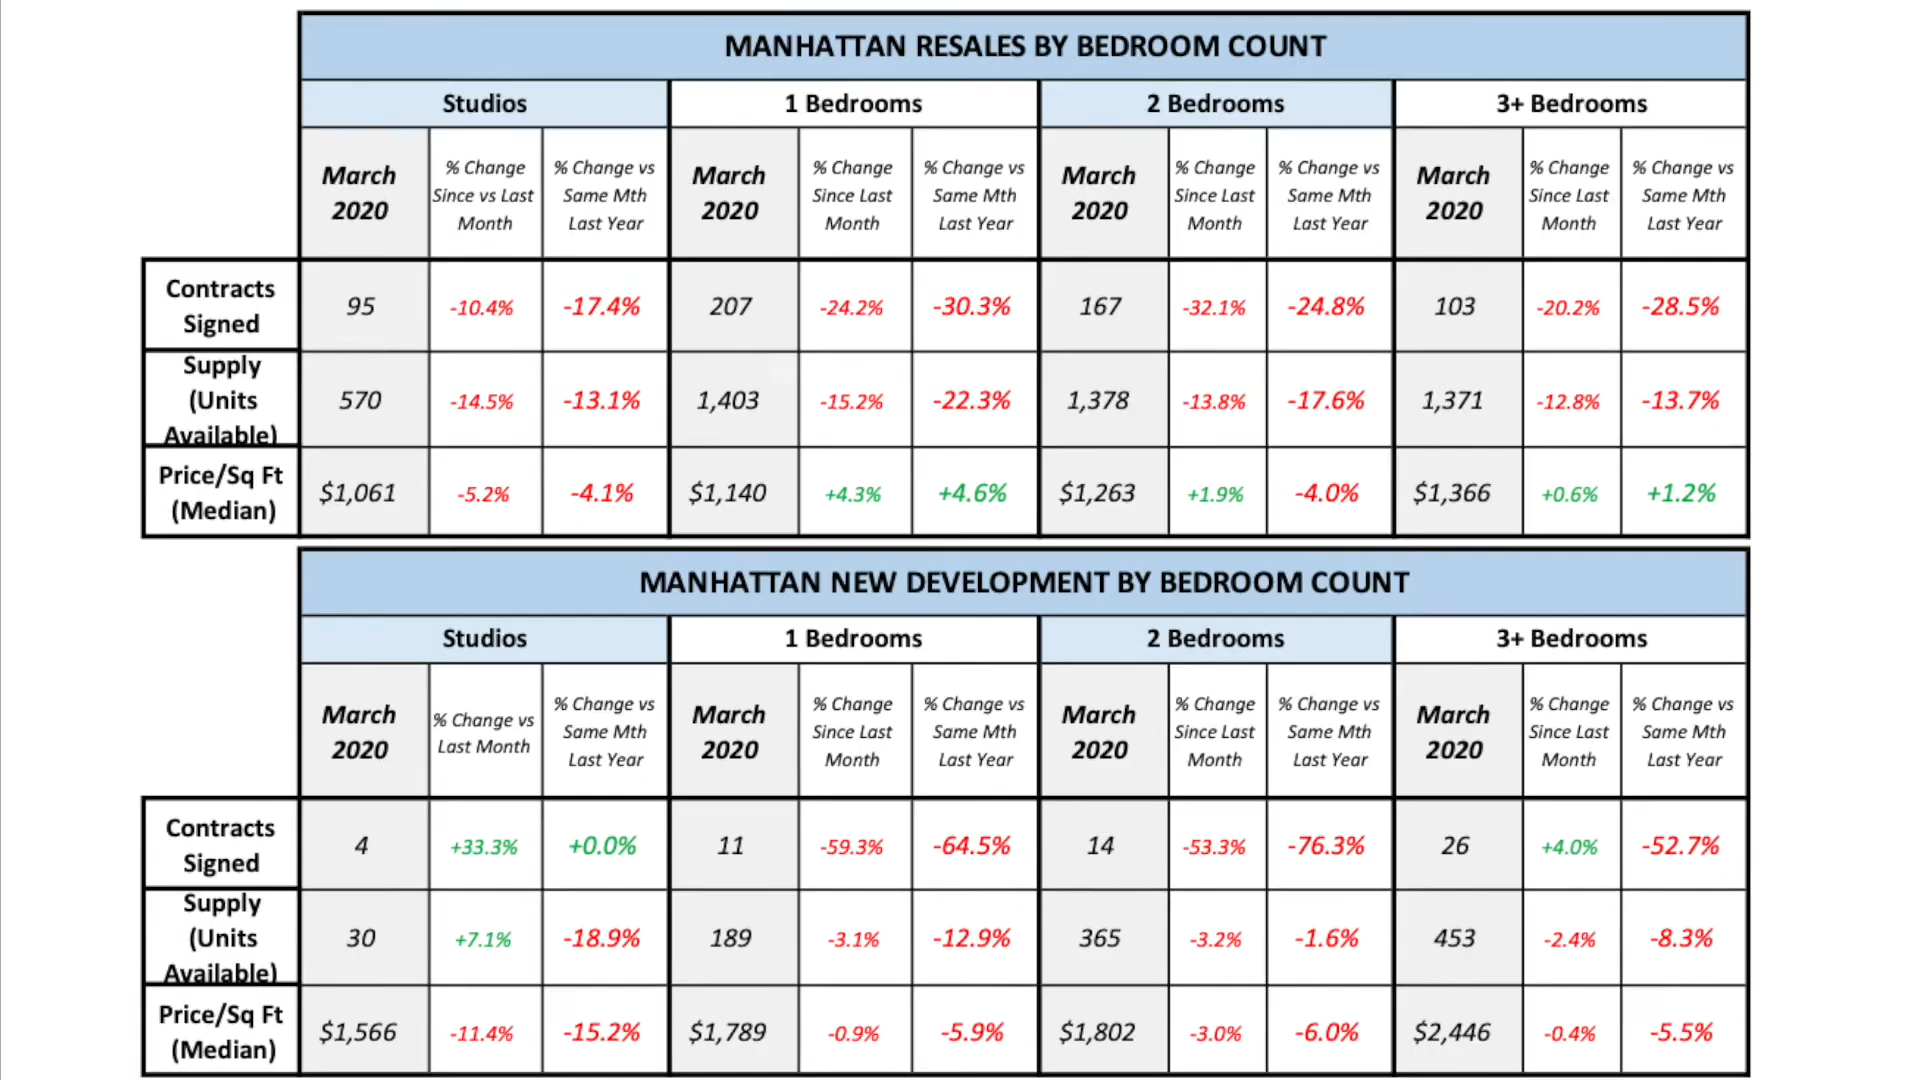 MANHATTAN RESALES BY BEDROOM COUNT
Studios 1 Bedrooms 2 Bedrooms 3+ Bedrooms
March 2020 % Change Since vs Last Month % Change vs Same Mth Last Year March 2020 % Change Since Last Month % Change vs Same Mth Last Year March 2020 % Change Since Last Month % Change vs Same Mth Last Year March 2020 % Change Since Last Month % Change vs Same Mth Last Year
Contracts Signed 95 -10.4% -17.4% 207 -24.2% -30.3% 167 -32.1% -24.8% 103 -20.2% -28.5%
Supply (Units Available) 570 -14.5% -13.1% 1,403 -15.2% -22.3% 1,378 -13.8% -17.6% 1,371 -12.8% -13.7%
Price/Sq Ft (Median) $1,061 -5.2% -4.1% $1,140 +4.3% +4.6% $1,263 +1.9% -4.0% $1,366 +0.6% +1.2%
MANHATTAN NEW DEVELOPMENT BY BEDROOM COUNT
Studios 1 Bedrooms 2 Bedrooms 3+ Bedrooms
March 2020 % Change vs Last Month % Change vs Same Mth Last Year March 2020 % Change Since Last Month % Change vs Same Mth Last Year March 2020 % Change Since Last Month % Change vs Same Mth Last Year March 2020 % Change Since Last Month % Change vs Same Mth Last Year
Contracts Signed 4 +33.3% +0.0% 11 -59.3% -64.5% 14 -53.3% -76.3% 26 +4.0% -52.7%
Supply (Units Available) 30 +7.1% -18.9% 189 -3.1% -12.9% 365 -3.2% -1.6% 453 -2.4% -8.3%
Price/Sq Ft (Median) $1,566 -11.4% -15.2% $1,789 -0.9% -5.9% $1,802 -3.0% -6.0% $2,446 -0.4% -5.5%